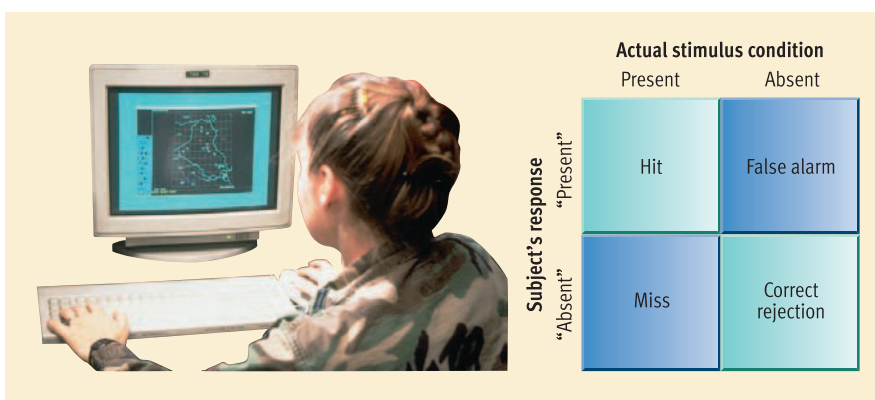 Actual stimulus condition
Present
Absent
Subject's response
“Present”
Hit
False alarm
“Absent”
Miss
Correct
rejection